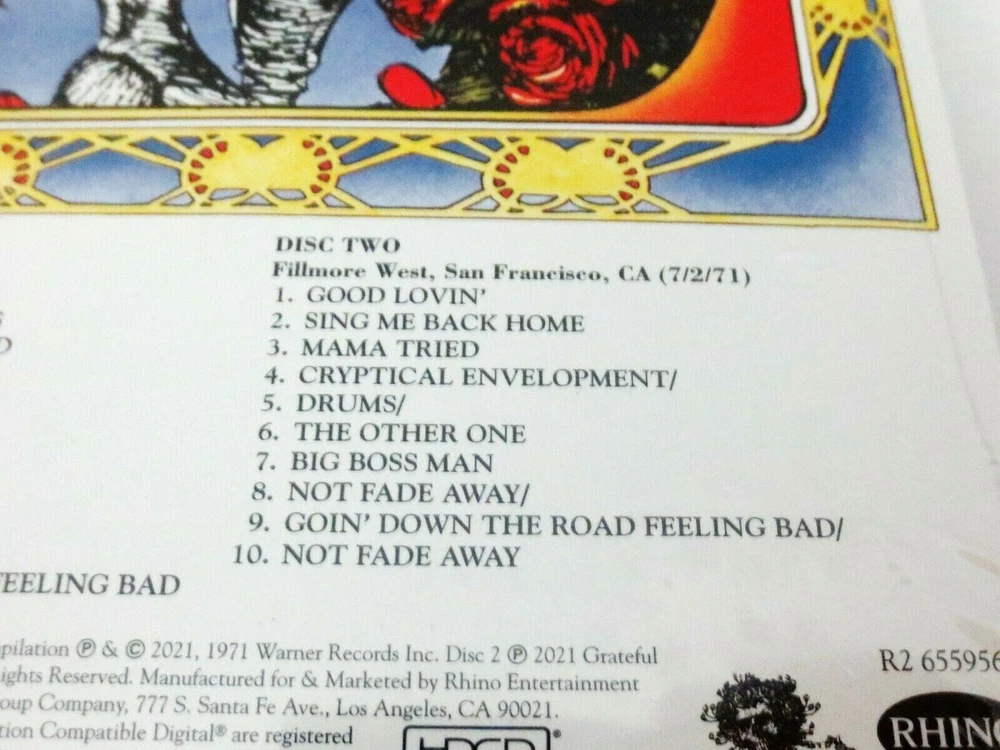 DISC TWO
Fillmore West, San Francisco, CA (7/2/71)
1. GOOD LOVIN'
2. SING ME BACK HOME
3. MAMA TRIED
4. CRYPTICAL ENVELOPMENT/
5. DRUMS/
6. THE OTHER ONE
7. BIG BOSS MAN
8. NOT FADE AWAY/
9. GOIN' DOWN THE ROAD FEELING BAD/
10. NOT FADE AWAY
FEELING BAD
pilation ℗ & © 2021, 1971 Warner Records Inc. Disc 2 ℗ 2021 Grateful
ights Reserved. Manufactured for & Marketed by Rhino Entertainment
oup Company, 777 S. Santa Fe Ave., Los Angeles, CA 90021.
tion Compatible Digital® are registered
R2 655956
HDCD®
RHINO